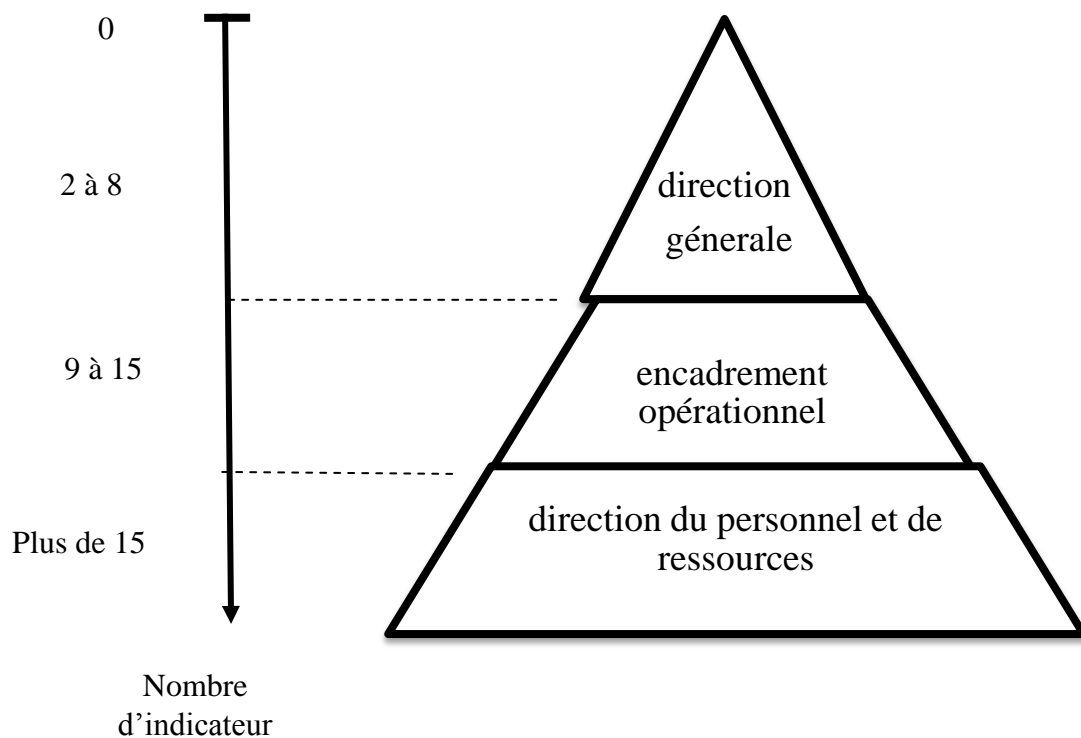 0
2 à 8
direction
génerale
9 à 15
encadrement
opérationnel
Plus de 15
direction du personnel et de
ressources
Nombre
d’indicateur